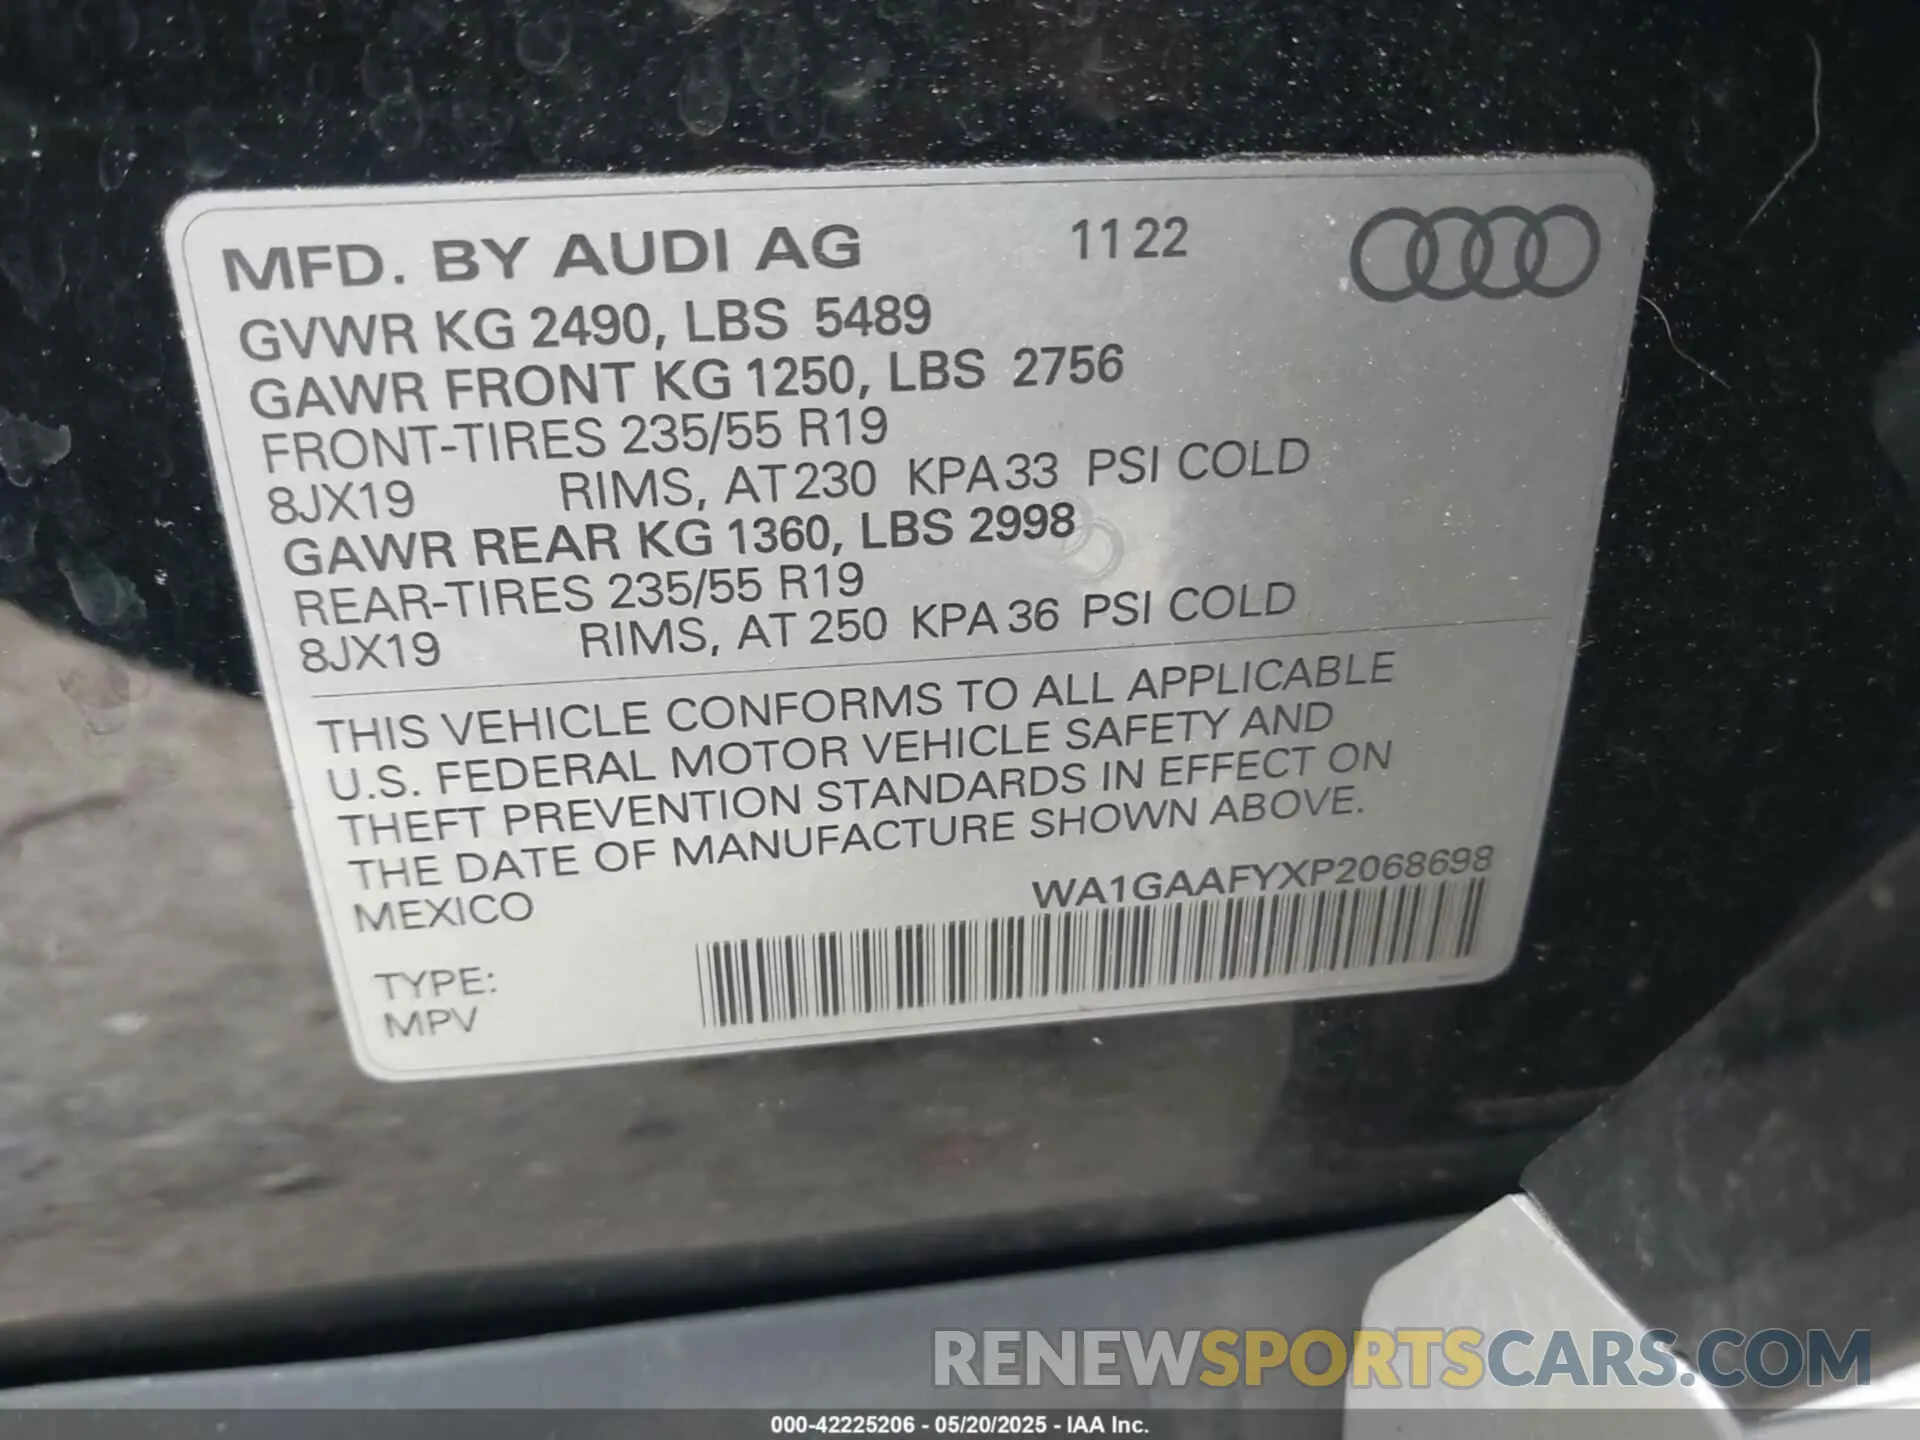 MFD. BY AUDI AG 11 22
GVWR KG 2490, LBS 5489
GAWR FRONT KG 1250, LBS 2756
FRONT-TIRES 235/55 R19
8JX19 RIMS, AT 230 KPA 33 PSI COLD
GAWR REAR KG 1360, LBS 2998
REAR-TIRES 235/55 R19
8JX19 RIMS, AT 250 KPA 36 PSI COLD
THIS VEHICLE CONFORMS TO ALL APPLICABLE
U.S. FEDERAL MOTOR VEHICLE SAFETY AND
THEFT PREVENTION STANDARDS IN EFFECT ON
THE DATE OF MANUFACTURE SHOWN ABOVE.
MEXICO WA1GAAFYXP2068698
TYPE:
MPV
RENEWSPORTSCARS.COM
000-42225206 - 05/20/2025 - IAA Inc.